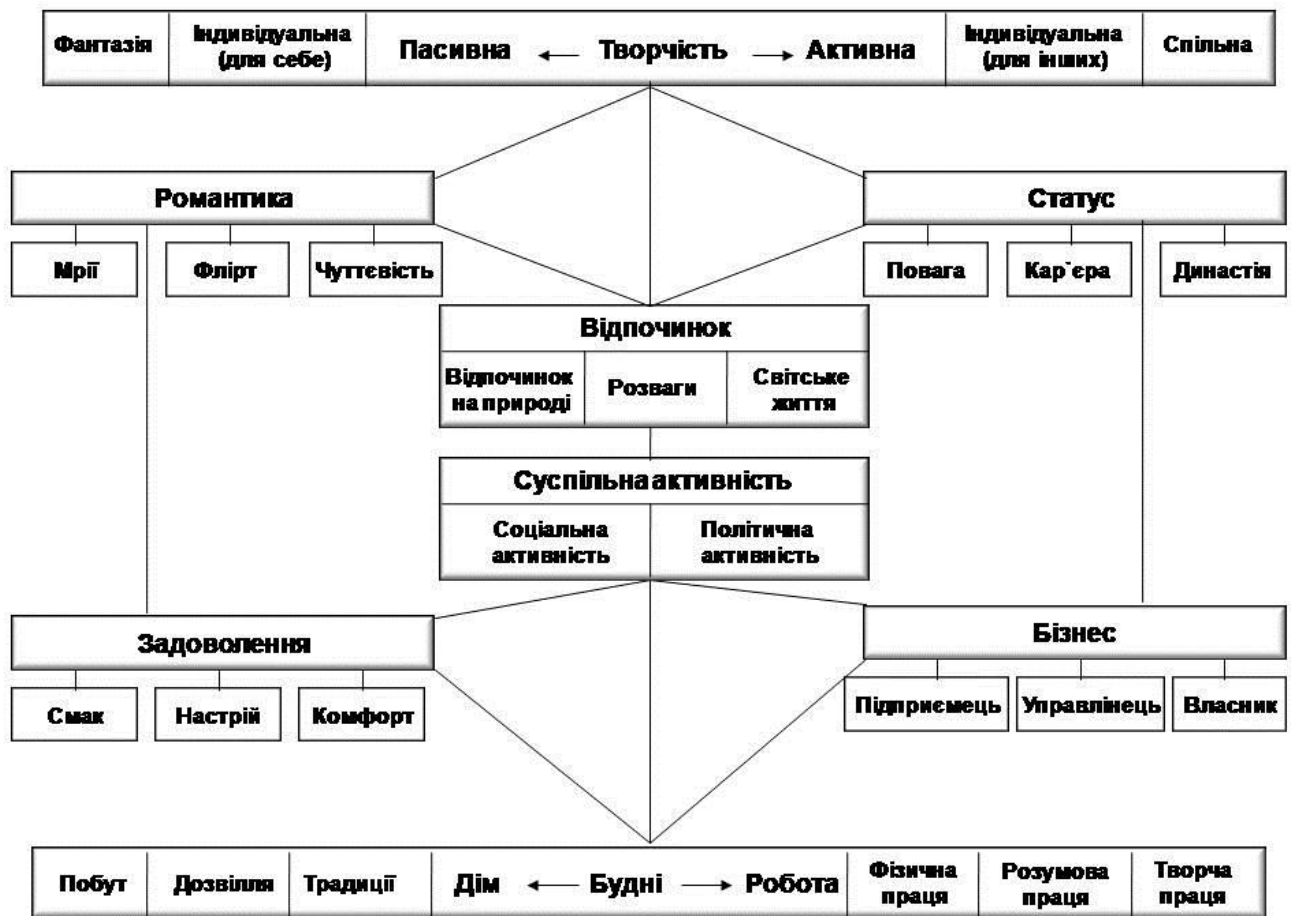 Фантазія
Індивідуальна
(для себе)
Пасивна ← Творчість → Активна
Індивідуальна
(для інших)
Спільна
Романтика
Статус
Мрії
Флірт
Чуттєвість
Повага
Кар`єра
Династія
Відпочинок
Відпочинок
на природі
Розваги
Світське
життя
Суспільна активність
Соціальна
активність
Політична
активність
Задоволення
Бізнес
Смак
Настрій
Комфорт
Підприємець
Управлінець
Власник
Побут
Дозвілля
Традиції
Дім ← Будні → Робота
Фізична
праця
Розумова
праця
Творча
праця